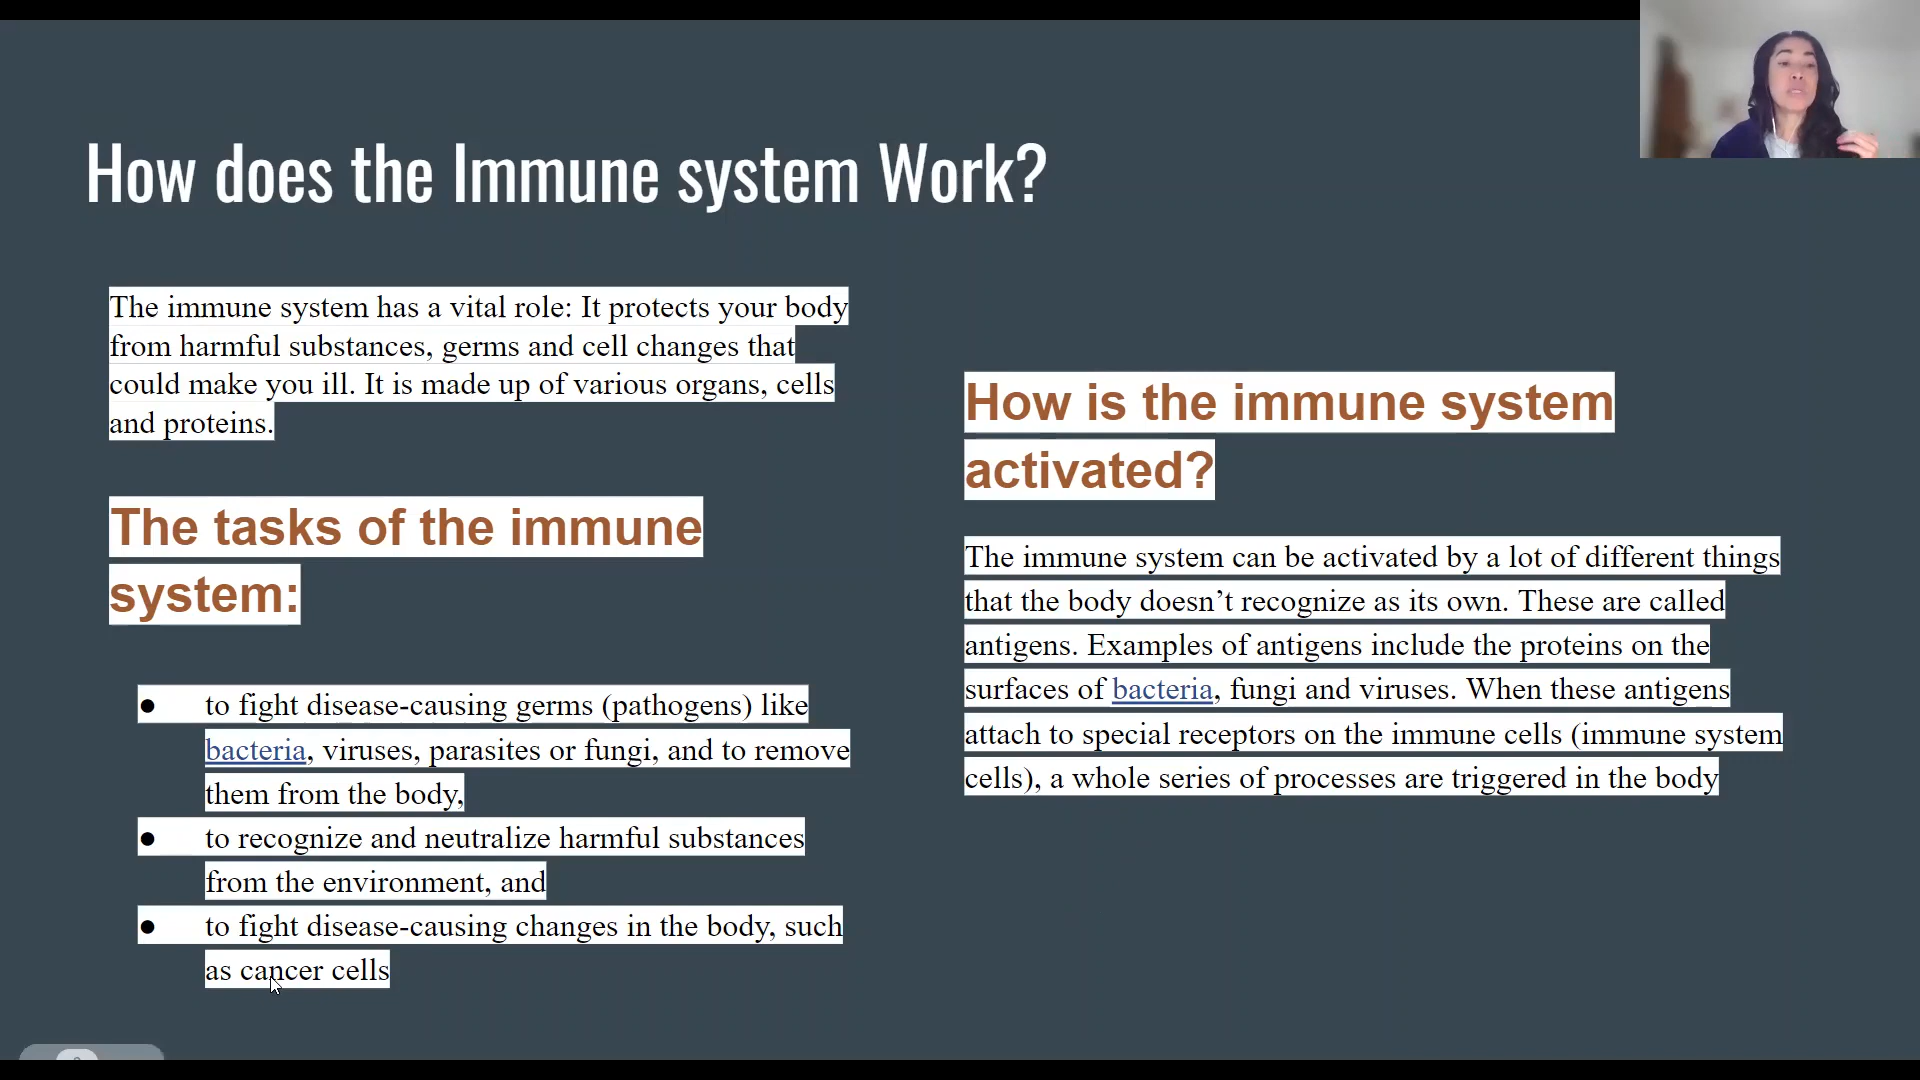 How does the Immune system Work?
The immune system has a vital role: It protects your body
from harmful substances, germs and cell changes that
could make you ill. It is made up of various organs, cells
and proteins.
The tasks of the immune
system:
● to fight disease-causing germs (pathogens) like
bacteria, viruses, parasites or fungi, and to remove
them from the body,
● to recognize and neutralize harmful substances
from the environment, and
● to fight disease-causing changes in the body, such
as cancer cells
How is the immune system
activated?
The immune system can be activated by a lot of different things
that the body doesn’t recognize as its own. These are called
antigens. Examples of antigens include the proteins on the
surfaces of bacteria, fungi and viruses. When these antigens
attach to special receptors on the immune cells (immune system
cells), a whole series of processes are triggered in the body